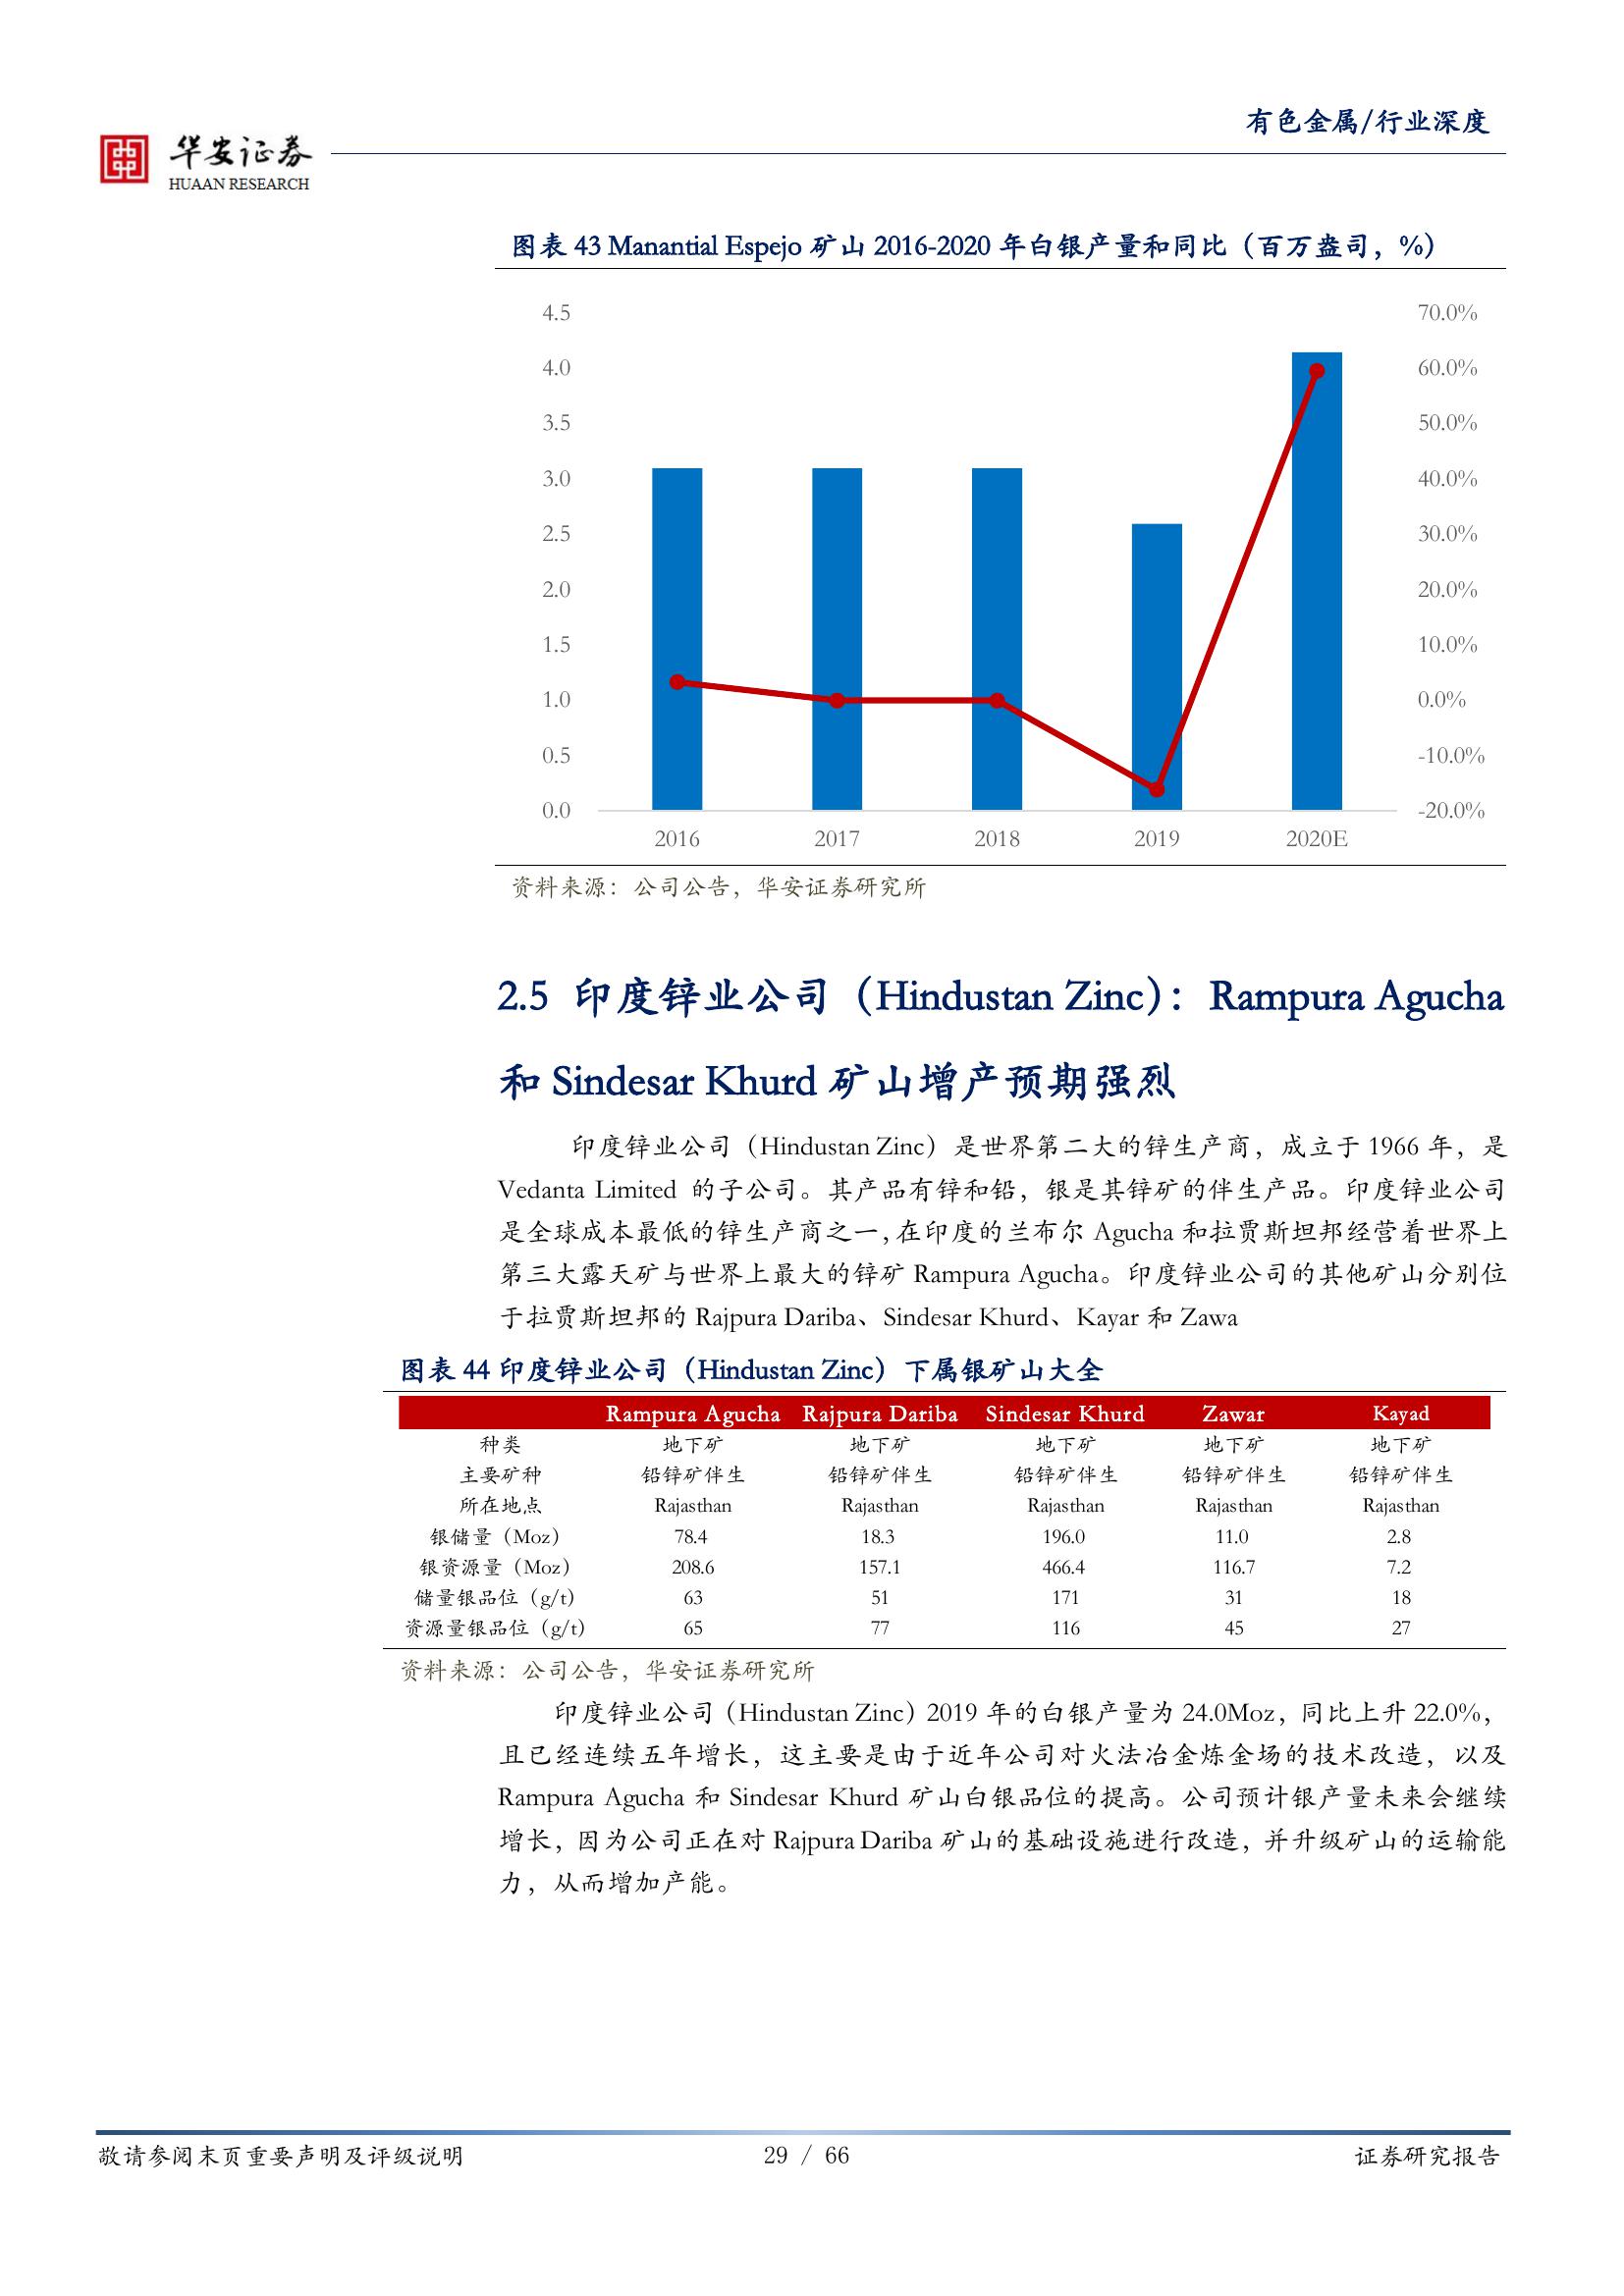 有色金属/行业深度
华安证券
HUAAN RESEARCH
图表 43 Manantial Espejo 矿山 2016-2020 年白银产量和同比（百万盎司，%）
4.5 70.0%
4.0 60.0%
3.5 50.0%
3.0 40.0%
2.5 30.0%
2.0 20.0%
1.5 10.0%
1.0 0.0%
0.5 -10.0%
0.0 -20.0%
2016 2017 2018 2019 2020E
资料来源：公司公告，华安证券研究所
2.5 印度锌业公司（Hindustan Zinc）：Rampura Agucha
和 Sindesar Khurd 矿山增产预期强烈
印度锌业公司（Hindustan Zinc）是世界第二大的锌生产商，成立于 1966 年，是
Vedanta Limited 的子公司。其产品有锌和铅，银是其锌矿的伴生产品。印度锌业公司
是全球成本最低的锌生产商之一，在印度的兰布尔 Agucha 和拉贾斯坦邦经营着世界上
第三大露天矿与世界上最大的锌矿 Rampura Agucha。印度锌业公司的其他矿山分别位
于拉贾斯坦邦的 Rajpura Dariba、Sindesar Khurd、Kayar 和 Zawa
图表 44 印度锌业公司（Hindustan Zinc）下属银矿山大全
Rampura Agucha Rajpura Dariba Sindesar Khurd Zawar Kayad
种类 地下矿 地下矿 地下矿 地下矿 地下矿
主要矿种 铅锌矿伴生 铅锌矿伴生 铅锌矿伴生 铅锌矿伴生 铅锌矿伴生
所在地点 Rajasthan Rajasthan Rajasthan Rajasthan Rajasthan
银储量（Moz） 78.4 18.3 196.0 11.0 2.8
银资源量（Moz） 208.6 157.1 466.4 116.7 7.2
储量银品位（g/t） 63 51 171 31 18
资源量银品位（g/t） 65 77 116 45 27
资料来源：公司公告，华安证券研究所
印度锌业公司（Hindustan Zinc）2019 年的白银产量为 24.0Moz，同比上升 22.0%，
且已经连续五年增长，这主要是由于近年公司对火法冶金炼金场的技术改造，以及
Rampura Agucha 和 Sindesar Khurd 矿山白银品位的提高。公司预计银产量未来会继续
增长，因为公司正在对 Rajpura Dariba 矿山的基础设施进行改造，并升级矿山的运输能
力，从而增加产能。
敬请参阅末页重要声明及评级说明 29 / 66 证券研究报告